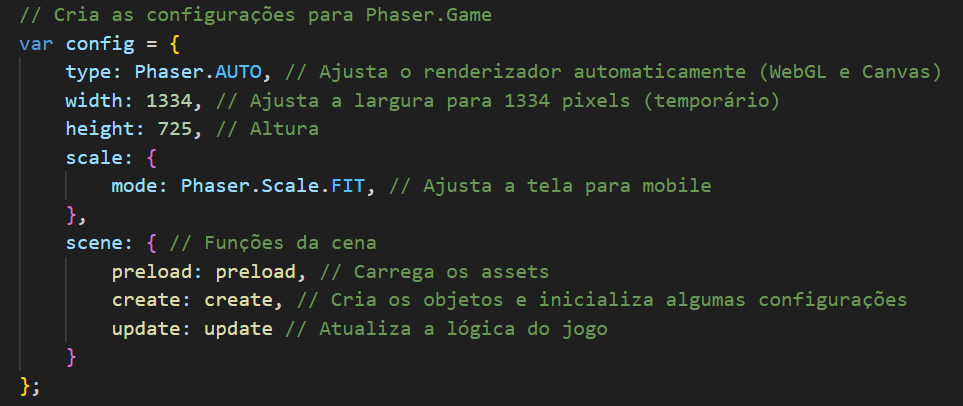 // Cria as configurações para Phaser.Game
var config = {
    type: Phaser.AUTO, // Ajusta o renderizador automaticamente (WebGL e Canvas)
    width: 1334, // Ajusta a largura para 1334 pixels (temporário)
    height: 725, // Altura
    scale: {
        mode: Phaser.Scale.FIT, // Ajusta a tela para mobile
    },
    scene: { // Funções da cena
        preload: preload, // Carrega os assets
        create: create, // Cria os objetos e inicializa algumas configurações
        update: update // Atualiza a lógica do jogo
    }
};